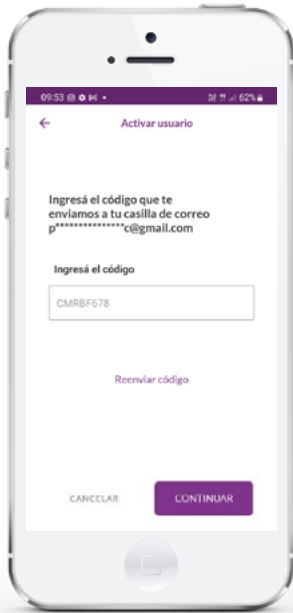 09:53
62%
Activar usuario
Ingresá el código que te
enviamos a tu casilla de correo
p***************c@gmail.com
Ingresá el código
CMRBF678
Reenviar código
CANCELAR
CONTINUAR